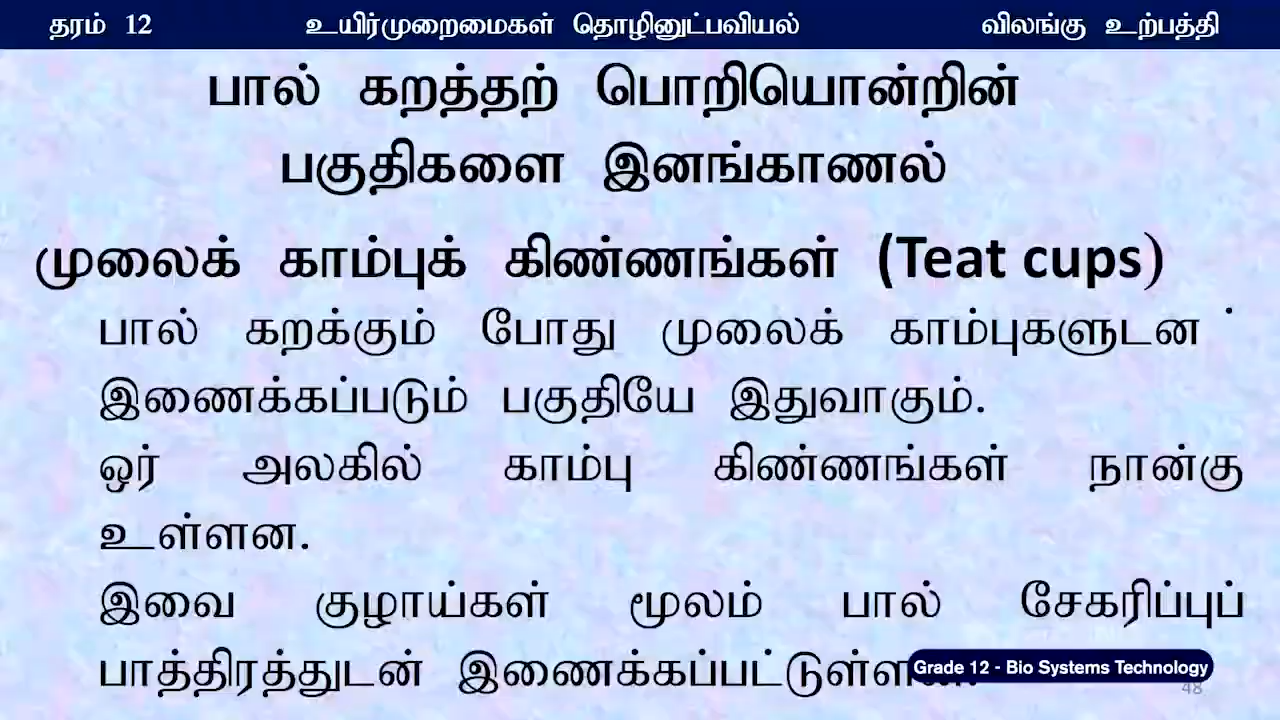 தரம் 12 உயிர்முறைமைகள் தொழினுட்பவியல் விலங்கு உற்பத்தி
பால் கறத்தற் பொறியொன்றின்
பகுதிகளை இனங்காணல்
முலைக் காம்புக் கிண்ணங்கள் (Teat cups)
பால் கறக்கும் போது முலைக் காம்புகளுடன்
இணைக்கப்படும் பகுதியே இதுவாகும்.
ஒர் அலகில் காம்பு கிண்ணங்கள் நான்கு
உள்ளன.
இவை குழாய்கள் மூலம் பால் சேகரிப்புப்
பாத்திரத்துடன்
Grade 12 - Bio Systems Technology
48